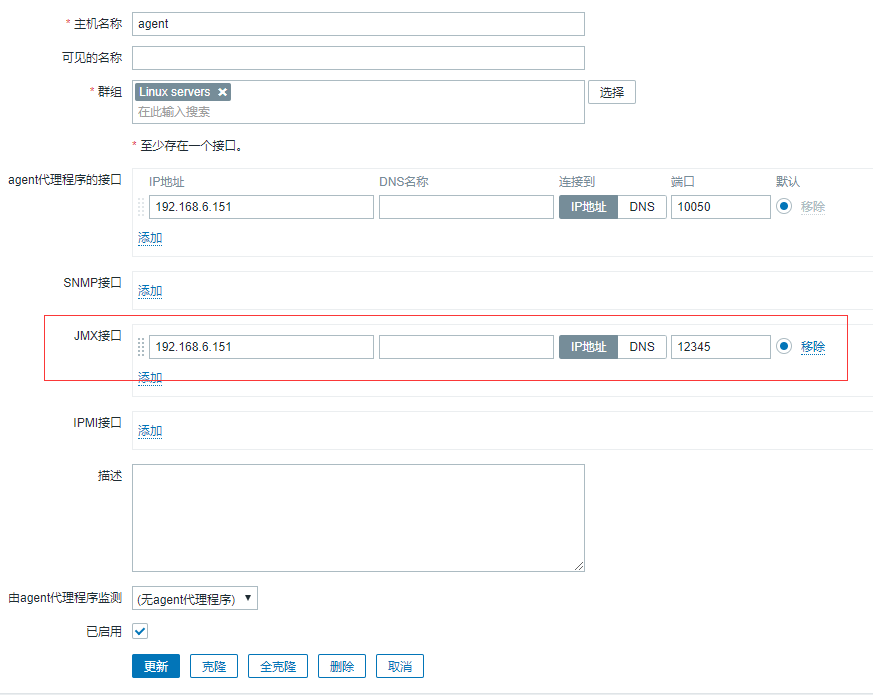 * 主机名称 agent
可见的名称
* 群组 Linux servers ✖ 选择
在此输入搜索
* 至少存在一个接口。
agent代理程序的接口 IP地址 DNS名称 连接到 端口 默认
192.168.6.151 IP地址 DNS 10050 移除
添加
SNMP接口 添加
JMX接口 192.168.6.151 IP地址 DNS 12345 移除
添加
IPMI接口 添加
描述
由agent代理程序监测 (无agent代理程序)
已启用
更新 克隆 全克隆 删除 取消